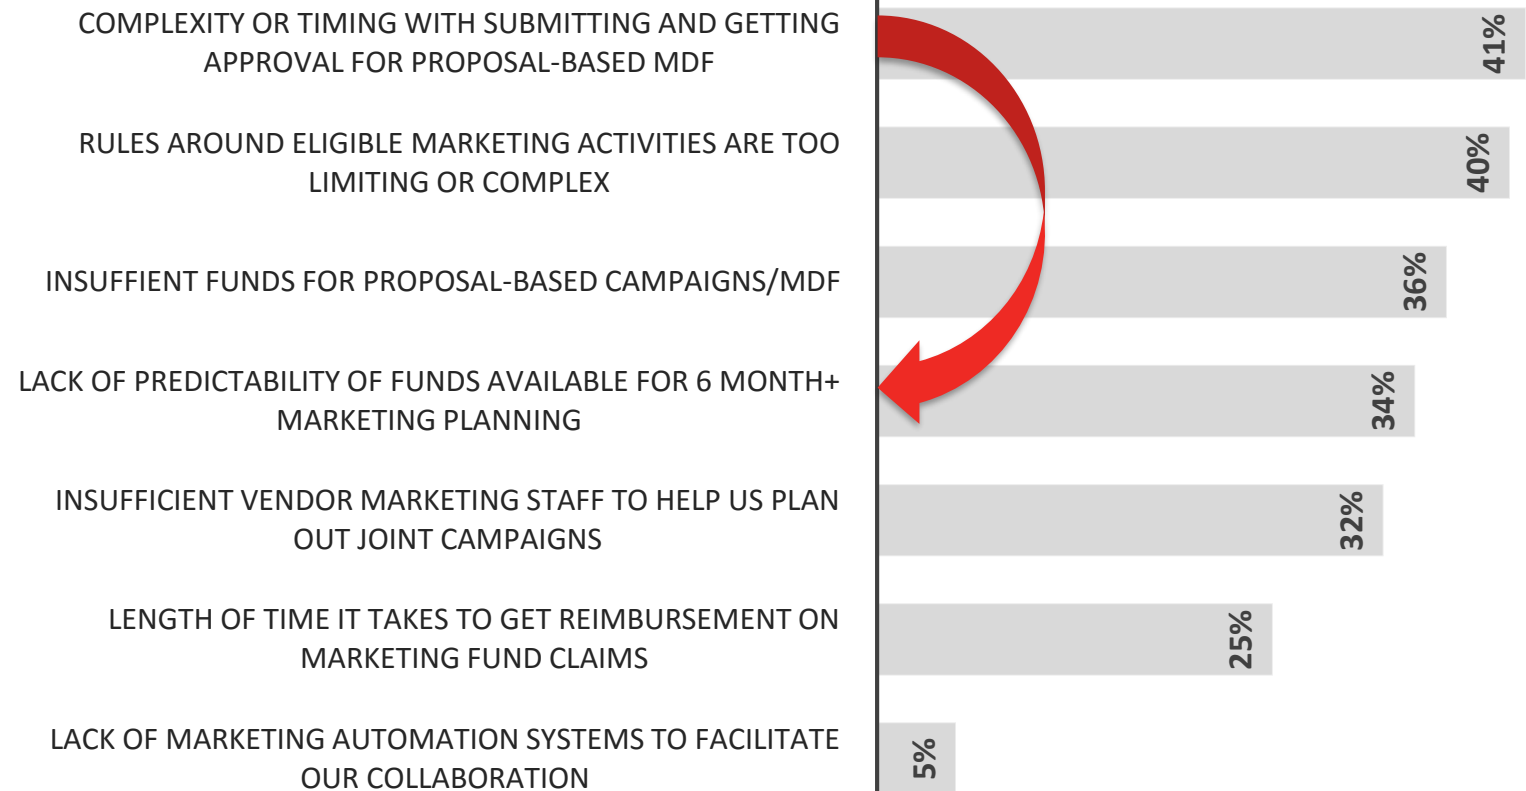 COMPLEXITY OR TIMING WITH SUBMITTING AND GETTING
APPROVAL FOR PROPOSAL-BASED MDF
41%
RULES AROUND ELIGIBLE MARKETING ACTIVITIES ARE TOO
LIMITING OR COMPLEX
40%
INSUFFIENT FUNDS FOR PROPOSAL-BASED CAMPAIGNS/MDF
36%
LACK OF PREDICTABILITY OF FUNDS AVAILABLE FOR 6 MONTH+
MARKETING PLANNING
34%
INSUFFICIENT VENDOR MARKETING STAFF TO HELP US PLAN
OUT JOINT CAMPAIGNS
32%
LENGTH OF TIME IT TAKES TO GET REIMBURSEMENT ON
MARKETING FUND CLAIMS
25%
LACK OF MARKETING AUTOMATION SYSTEMS TO FACILITATE
OUR COLLABORATION
5%